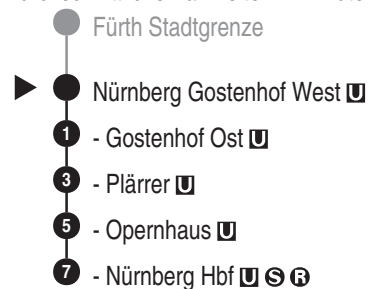 Fürth Stadtgrenze
Nürnberg Gostenhof West U
1 - Gostenhof Ost U
3 - Plärrer U
5 - Opernhaus U
7 - Nürnberg Hbf U S R